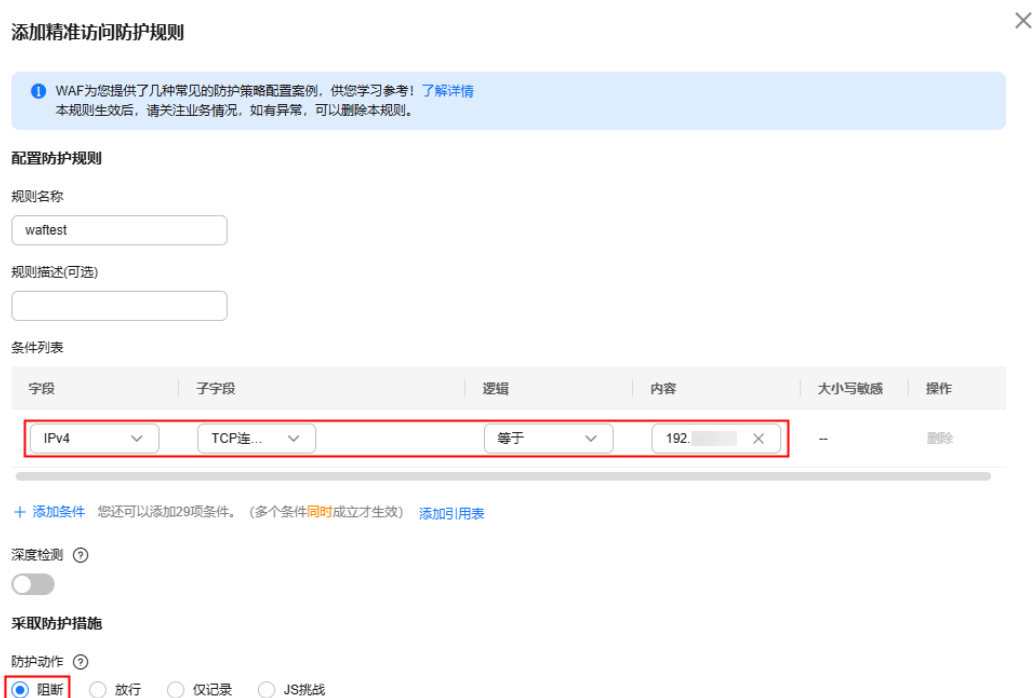 添加精准访问防护规则
WAF为您提供了几种常见的防护策略配置案例，供您学习参考！了解详情
本规则生效后，请关注业务情况，如有异常，可以删除本规则。
配置防护规则
规则名称
waftest
规则描述(可选)
条件列表
字段 子字段 逻辑 内容 大小写敏感 操作
IPv4 TCP连... 等于 192. -- 删除
添加条件 您还可以添加29项条件。（多个条件同时成立才生效） 添加引用表
深度检测
采取防护措施
防护动作
阻断 放行 仅记录 JS挑战